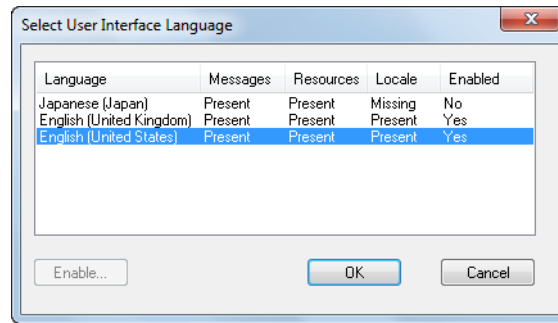 Select User Interface Language
Language Messages Resources Locale Enabled
Japanese (Japan) Present Present Missing No
English (United Kingdom) Present Present Present Yes
English (United States) Present Present Present Yes
Enable... OK Cancel